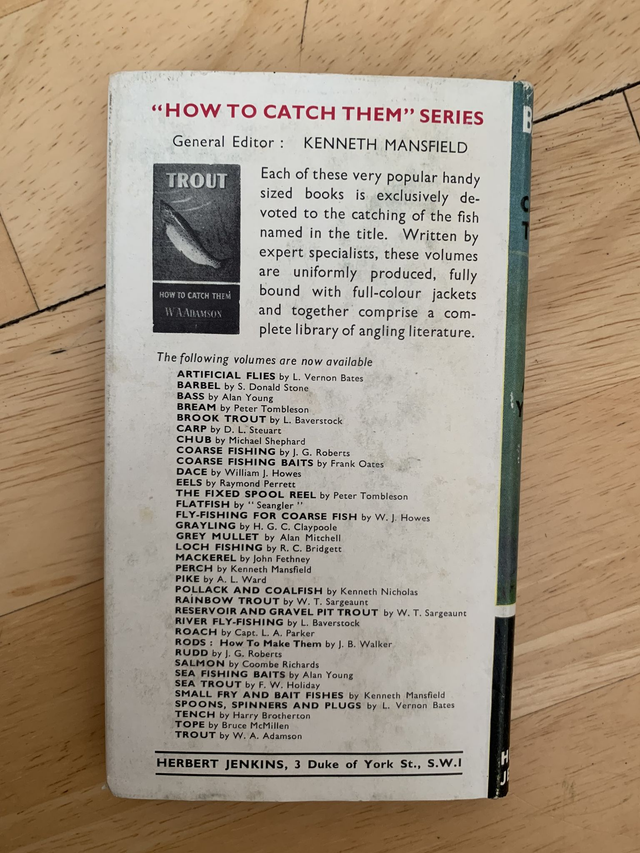 "HOW TO CATCH THEM" SERIES
General Editor : KENNETH MANSFIELD
TROUT
HOW TO CATCH THEM
W. A. ADAMSON
Each of these very popular handy
sized books is exclusively de-
voted to the catching of the fish
named in the title. Written by
expert specialists, these volumes
are uniformly produced, fully
bound with full-colour jackets
and together comprise a com-
plete library of angling literature.
The following volumes are now available
ARTIFICIAL FLIES by L. Vernon Bates
BARBEL by S. Donald Stone
BASS by Alan Young
BREAM by Peter Tombleson
BROOK TROUT by L. Baverstock
CARP by D. L. Steuart
CHUB by Michael Shephard
COARSE FISHING by J. G. Roberts
COARSE FISHING BAITS by Frank Oates
DACE by William J. Howes
EELS by Raymond Perrett
THE FIXED SPOOL REEL by Peter Tombleson
FLATFISH by " Seangler "
FLY-FISHING FOR COARSE FISH by W. J. Howes
GRAYLING by H. G. C. Claypoole
GREY MULLET by Alan Mitchell
LOCH FISHING by R. C. Bridgett
MACKEREL by John Fethney
PERCH by Kenneth Mansfield
PIKE by A. L. Ward
POLLACK AND COALFISH by Kenneth Nicholas
RAINBOW TROUT by W. T. Sargeaunt
RESERVOIR AND GRAVEL PIT TROUT by W. T. Sargeaunt
RIVER FLY-FISHING by L. Baverstock
ROACH by Capt. L. A. Parker
RODS : How To Make Them by J. B. Walker
RUDD by J. G. Roberts
SALMON by Coombe Richards
SEA FISHING BAITS by Alan Young
SEA TROUT by F. W. Holiday
SMALL FRY AND BAIT FISHES by Kenneth Mansfield
SPOONS, SPINNERS AND PLUGS by L. Vernon Bates
TENCH by Harry Brotherton
TOPE by Bruce McMillen
TROUT by W. A. Adamson
HERBERT JENKINS, 3 Duke of York St., S.W.1